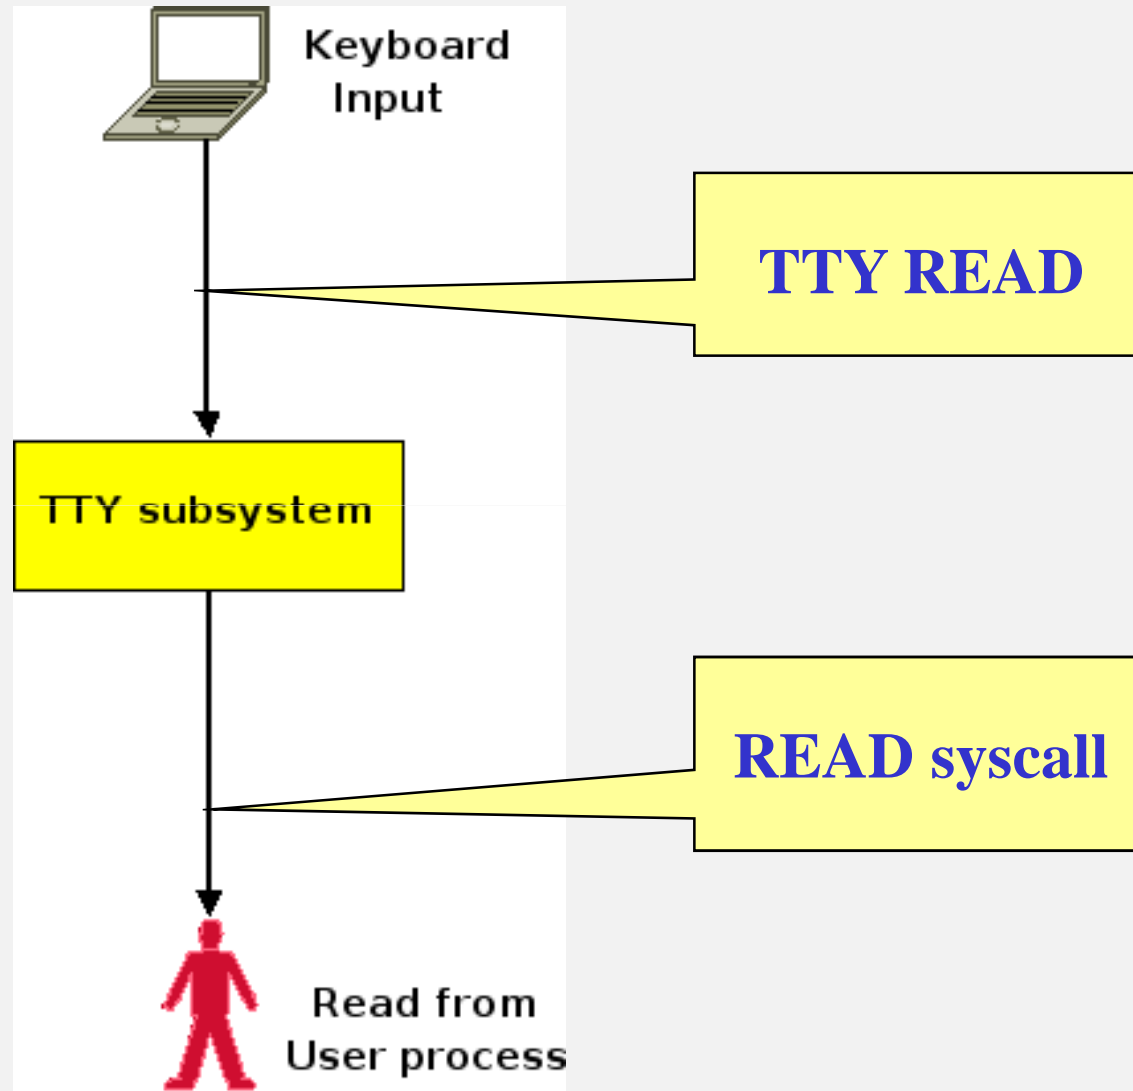 Keyboard
Input
TTY READ
TTY subsystem
READ syscall
Read from
User process